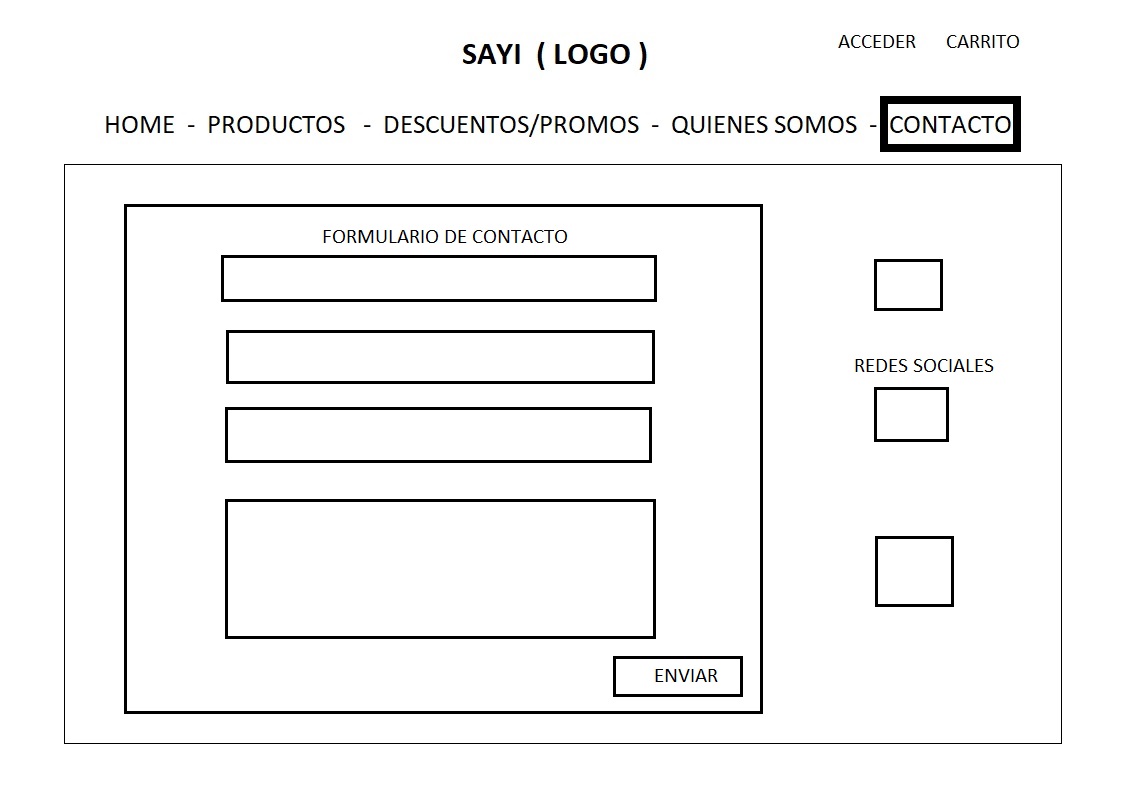 ACCEDER CARRITO
SAYI ( LOGO )
HOME - PRODUCTOS - DESCUENTOS/PROMOS - QUIENES SOMOS - CONTACTO
FORMULARIO DE CONTACTO
REDES SOCIALES
ENVIAR